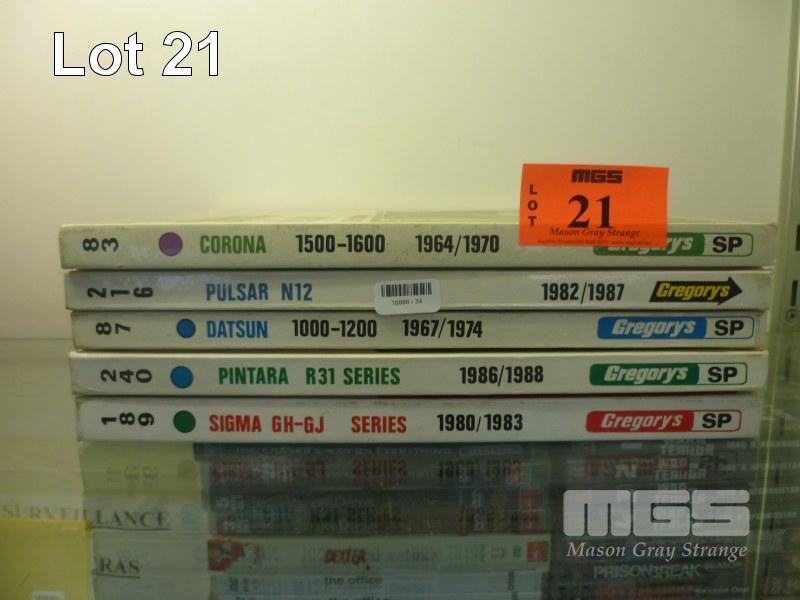 Lot 21
MGS
LOT
21
Mason Gray Strange
83 CORONA 1500-1600 1964/1970 Gregorys SP
216 PULSAR N12 1982/1987 Gregorys
87 DATSUN 1000-1200 1967/1974 Gregorys SP
240 PINTARA R31 SERIES 1986/1988 Gregorys SP
189 SIGMA GH-GJ SERIES 1980/1983 Gregorys SP
SURVEILLANCE
DEXTER
the office
PRISON BREAK
MGS
Mason Gray Strange